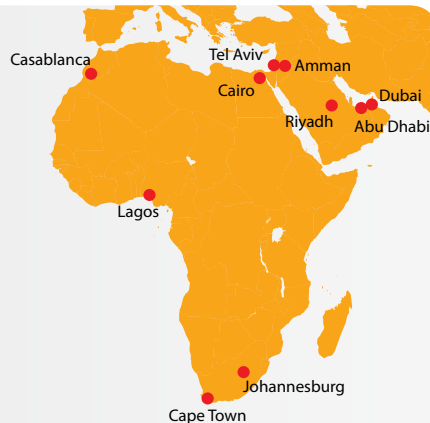 Tel Aviv
Casablanca
Amman
Cairo
Dubai
Riyadh
Abu Dhabi
Lagos
Johannesburg
Cape Town